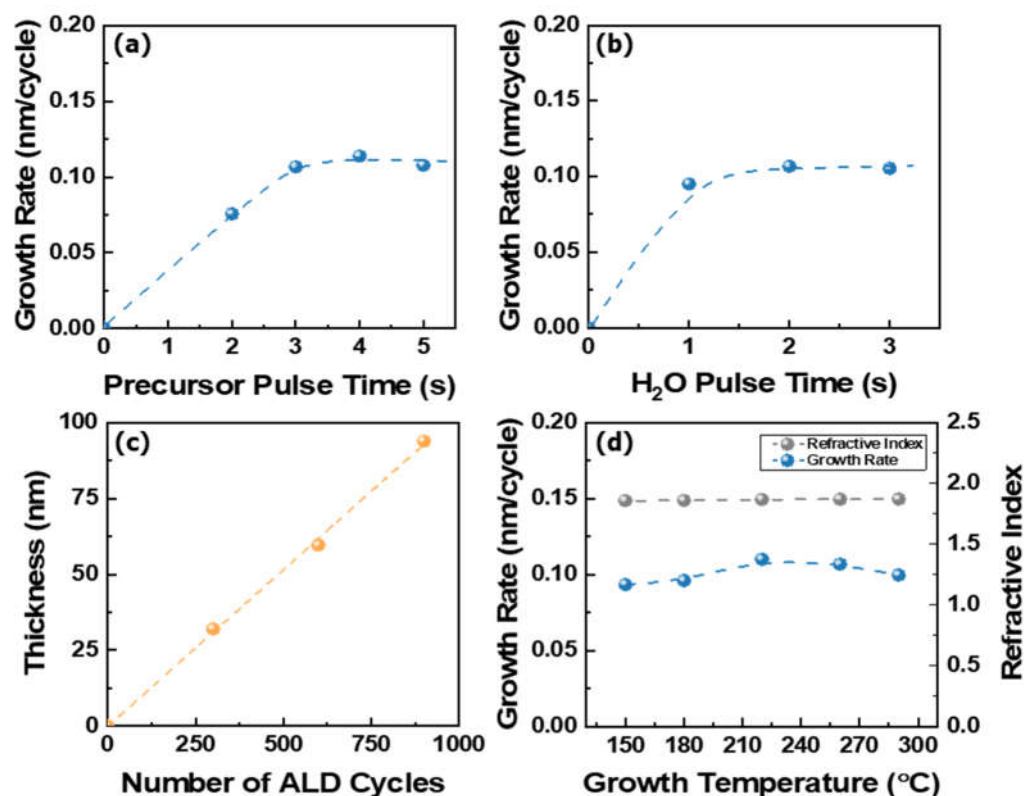 (a)
Growth Rate (nm/cycle)
0.20
0.15
0.10
0.05
0.00
0 1 2 3 4 5
Precursor Pulse Time (s)
(b)
Growth Rate (nm/cycle)
0.20
0.15
0.10
0.05
0.00
0 1 2 3
H₂O Pulse Time (s)
(c)
Thickness (nm)
100
75
50
25
0
0 250 500 750 1000
Number of ALD Cycles
(d)
Refractive Index
Growth Rate
Growth Rate (nm/cycle)
0.20
0.15
0.10
0.05
0.00
2.5
2.0
1.5
1.0
0.5
0.0
Refractive Index
150 180 210 240 270 300
Growth Temperature (°C)